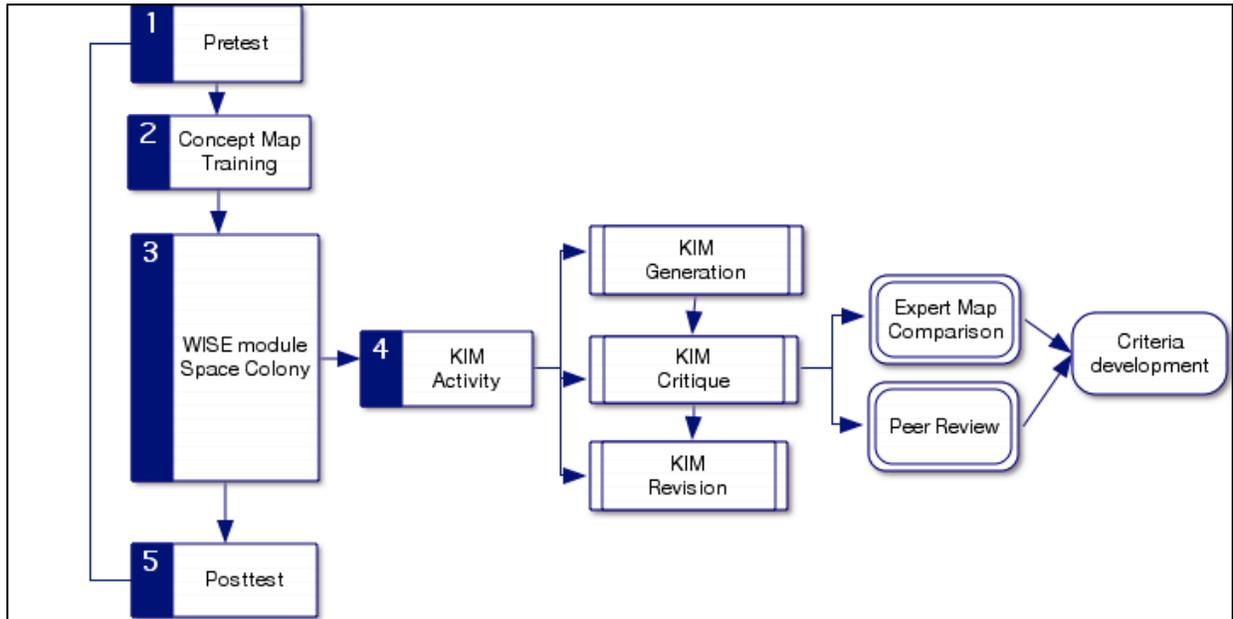 1
Pretest
2
Concept Map
Training
3
WISE module
Space Colony
4
KIM
Activity
KIM
Generation
KIM
Critique
KIM
Revision
Expert Map
Comparison
Peer Review
Criteria
development
5
Posttest